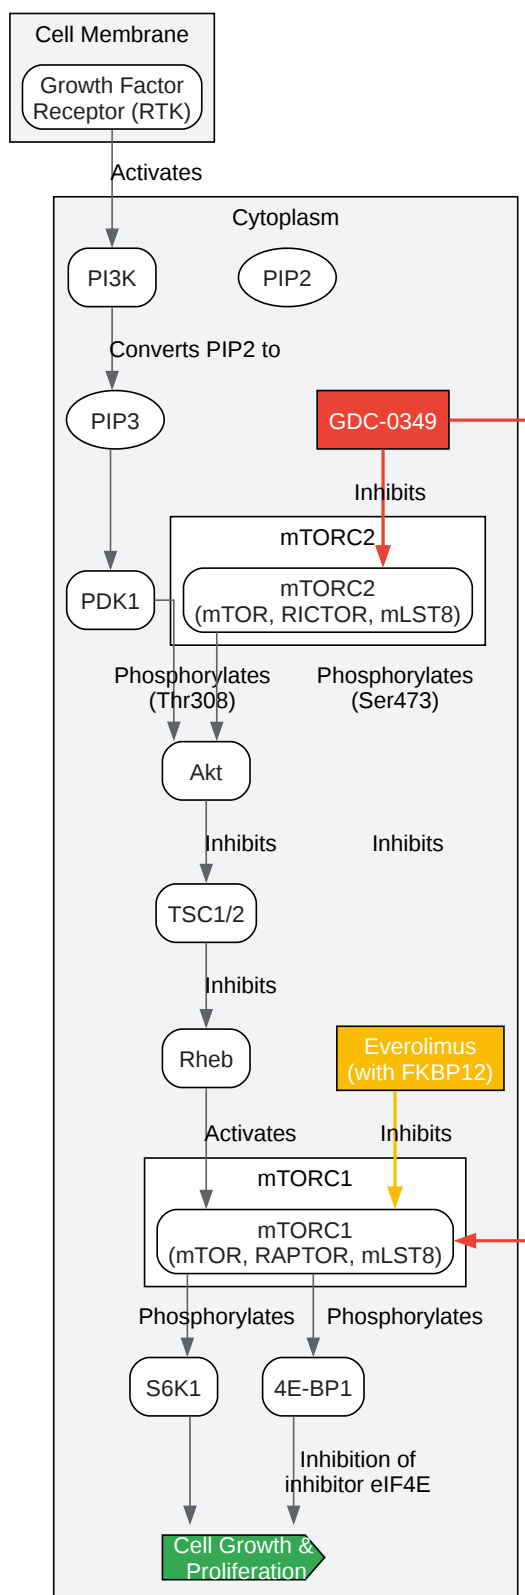 Cell Membrane
Growth Factor
Receptor (RTK)
Activates
Cytoplasm
PI3K
PIP2
Converts PIP2 to
PIP3
GDC-0349
Inhibits
mTORC2
PDK1
mTORC2
(mTOR, RICTOR, mLST8)
Phosphorylates
(Thr308)
Phosphorylates
(Ser473)
Akt
Inhibits
Inhibits
TSC1/2
Inhibits
Rheb
Everolimus
(with FKBP12)
Activates
Inhibits
mTORC1
mTORC1
(mTOR, RAPTOR, mLST8)
Phosphorylates
Phosphorylates
S6K1
4E-BP1
Inhibition of
inhibitor eIF4E
Cell Growth &
Proliferation